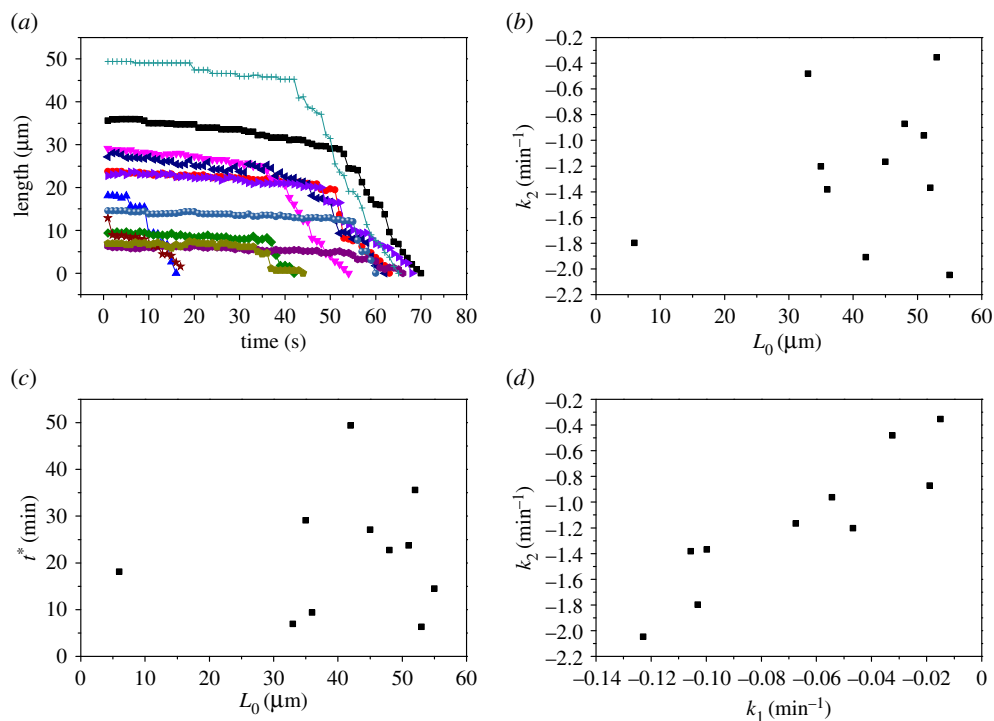 (a)
60
50
40
30
20
10
0
length (μm)
0 10 20 30 40 50 60 70 80
time (s)
(b)
–0.2
–0.4
–0.6
–0.8
–1.0
–1.2
–1.4
–1.6
–1.8
–2.0
–2.2
k2 (min–1)
0 10 20 30 40 50 60
L0 (μm)
(c)
50
40
30
20
10
0
t* (min)
0 10 20 30 40 50 60
L0 (μm)
(d)
–0.2
–0.4
–0.6
–0.8
–1.0
–1.2
–1.4
–1.6
–1.8
–2.0
–2.2
k2 (min–1)
–0.14 –0.12 –0.10 –0.08 –0.06 –0.04 –0.02 0
k1 (min–1)